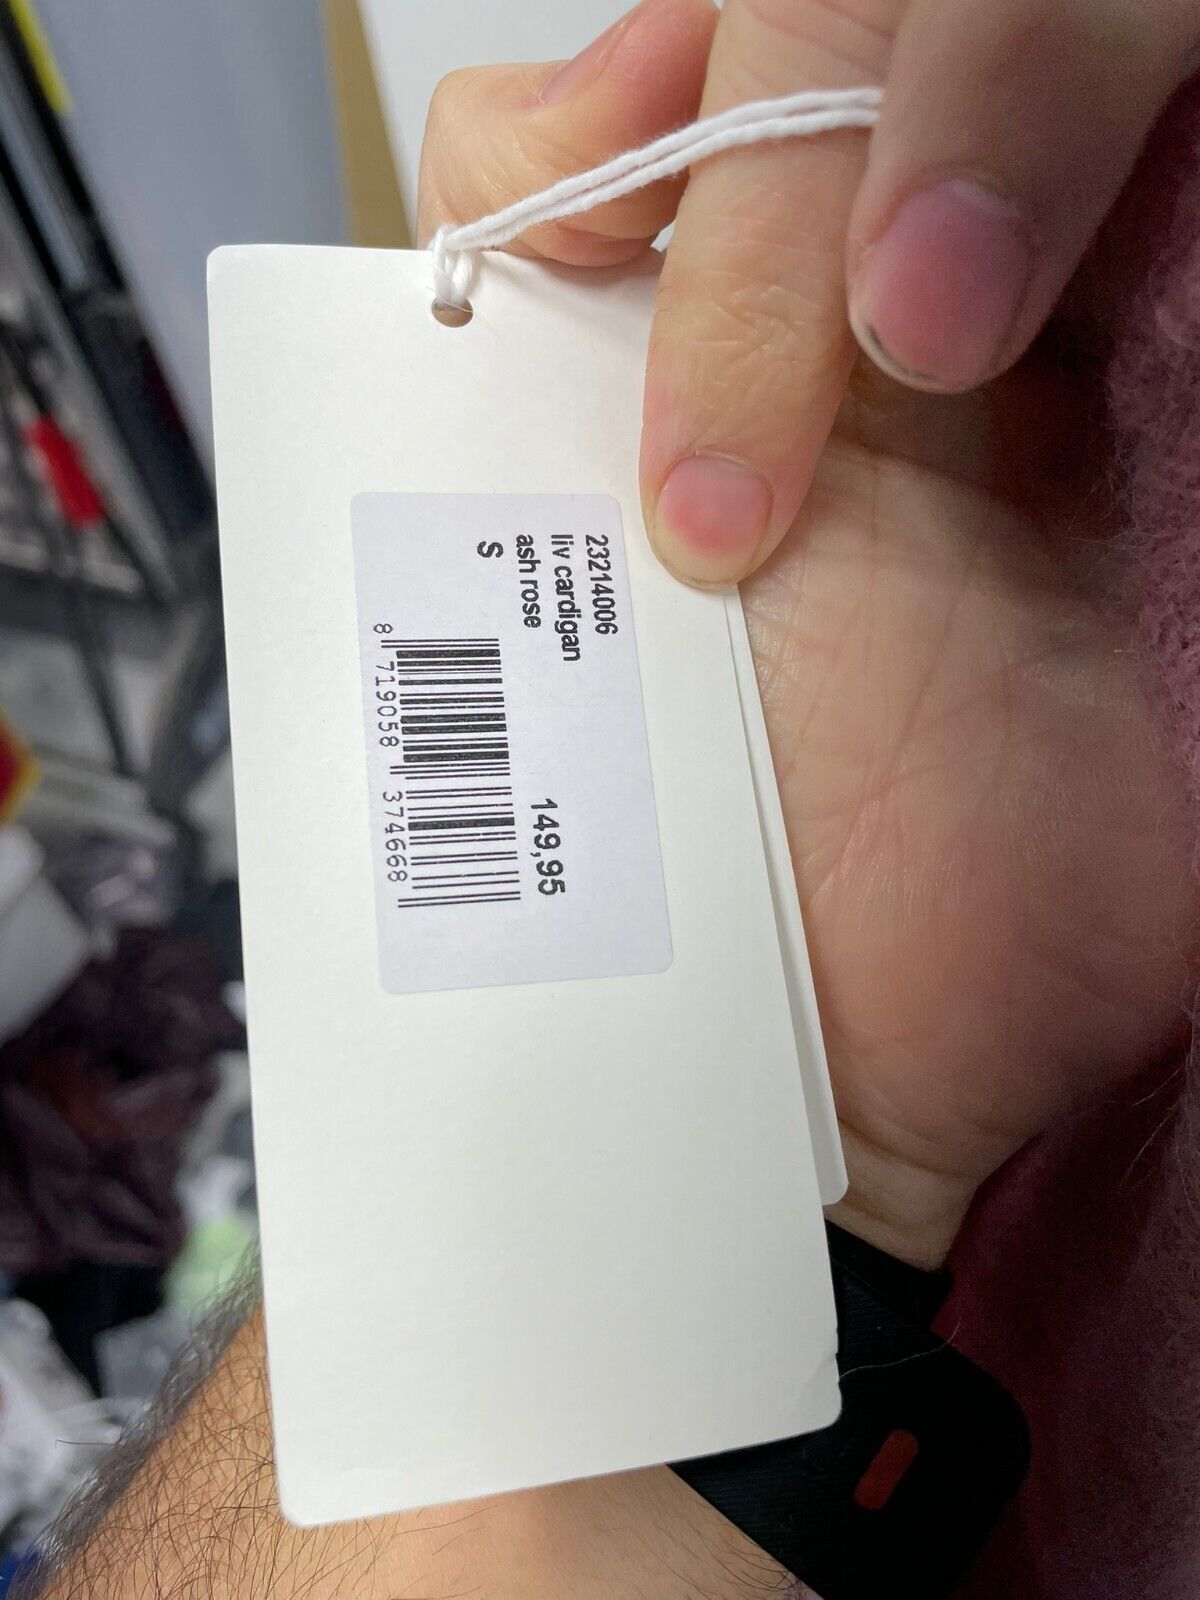 23214006
liv cardigan
ash rose
S
149,95
8 719058 374668